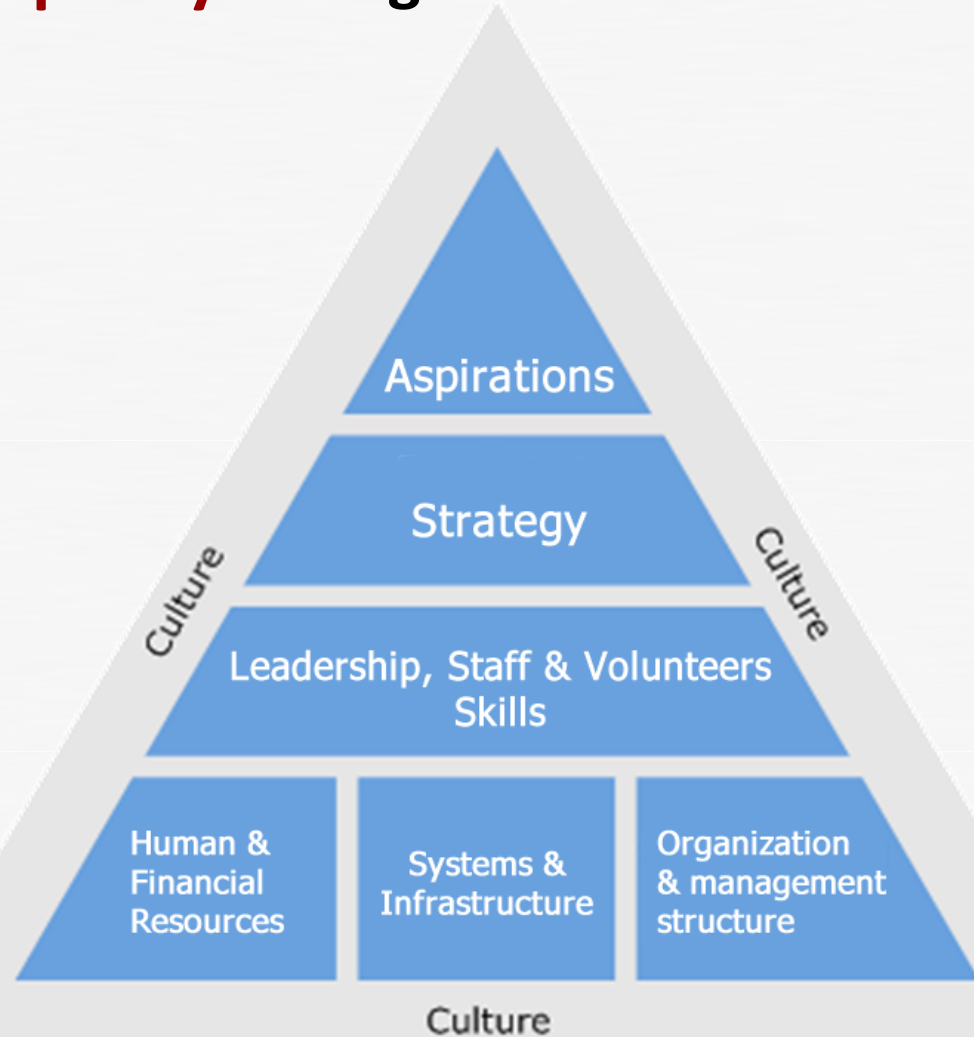 Aspirations
Strategy
Culture
Culture
Leadership, Staff & Volunteers
Skills
Human &
Financial
Resources
Systems &
Infrastructure
Organization
& management
structure
Culture